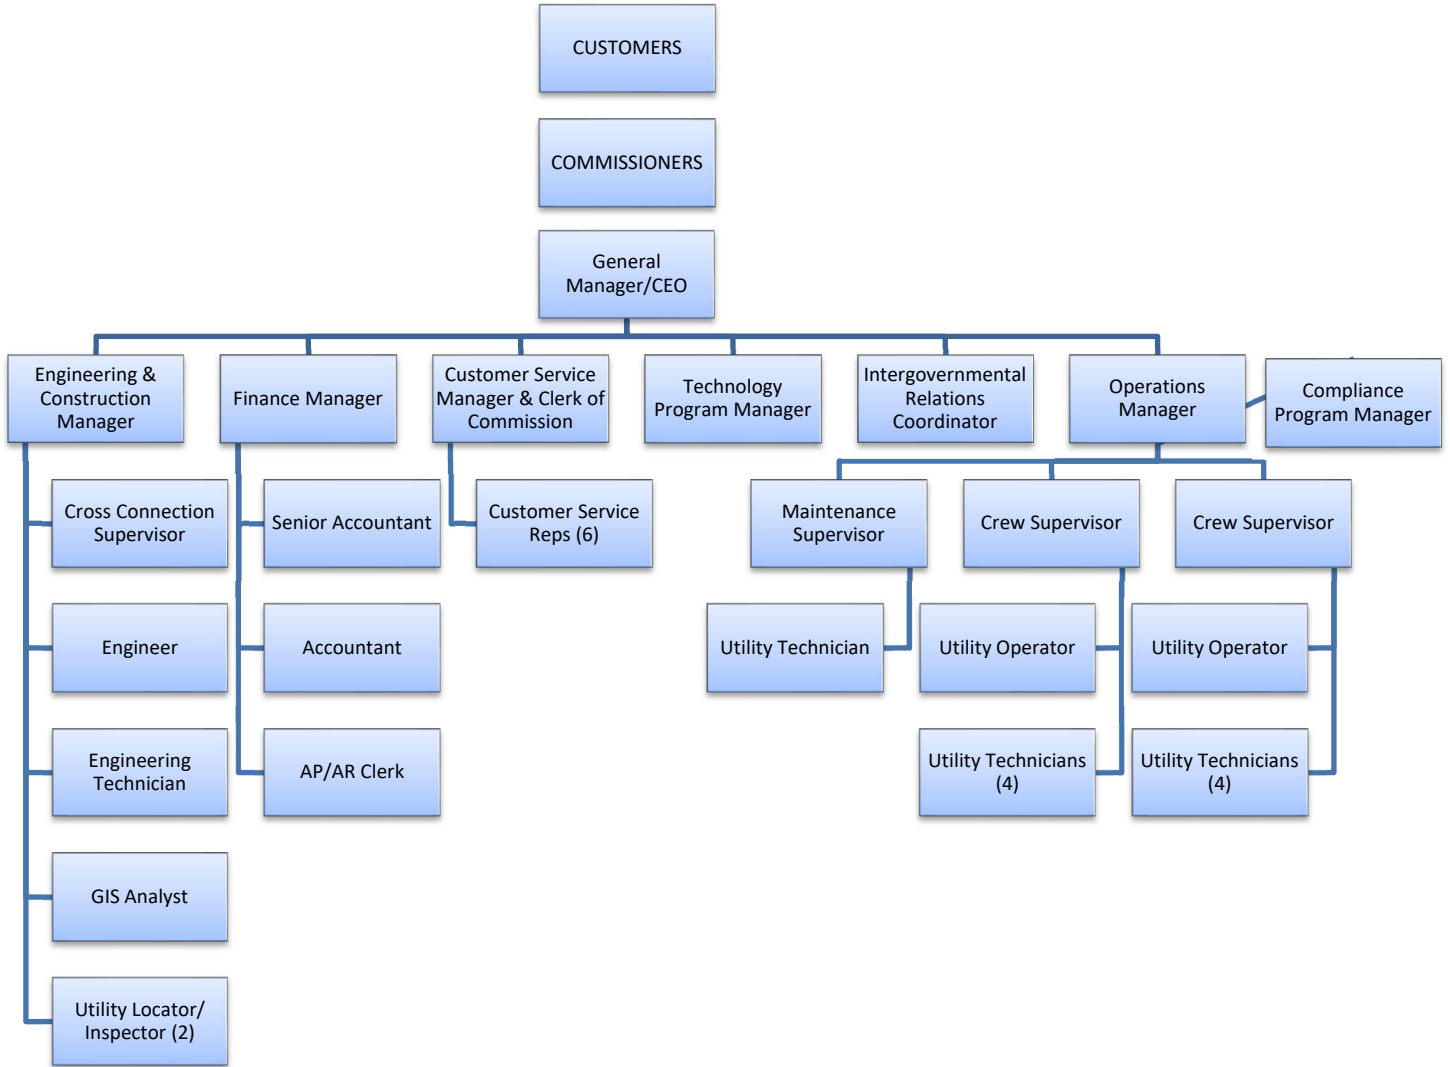 CUSTOMERS
COMMISSIONERS
General
Manager/CEO
Engineering &
Construction
Manager
Finance Manager
Customer Service
Manager & Clerk of
Commission
Technology
Program Manager
Intergovernmental
Relations
Coordinator
Operations
Manager
Compliance
Program Manager
Cross Connection
Supervisor
Senior Accountant
Customer Service
Reps (6)
Maintenance
Supervisor
Crew Supervisor
Crew Supervisor
Engineer
Accountant
Utility Technician
Utility Operator
Utility Operator
Engineering
Technician
AP/AR Clerk
Utility Technicians
(4)
Utility Technicians
(4)
GIS Analyst
Utility Locator/
Inspector (2)